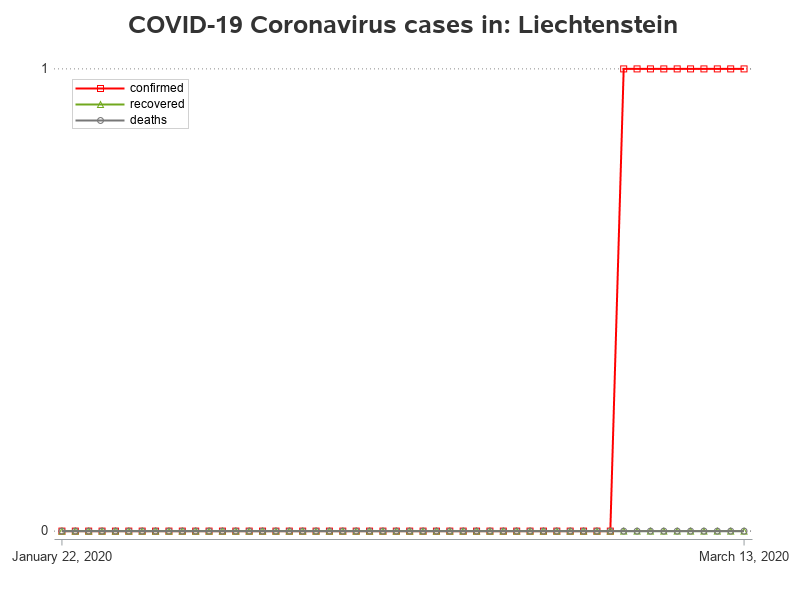 COVID-19 Coronavirus cases in: Liechtenstein
1
confirmed
recovered
deaths
0
January 22, 2020
March 13, 2020